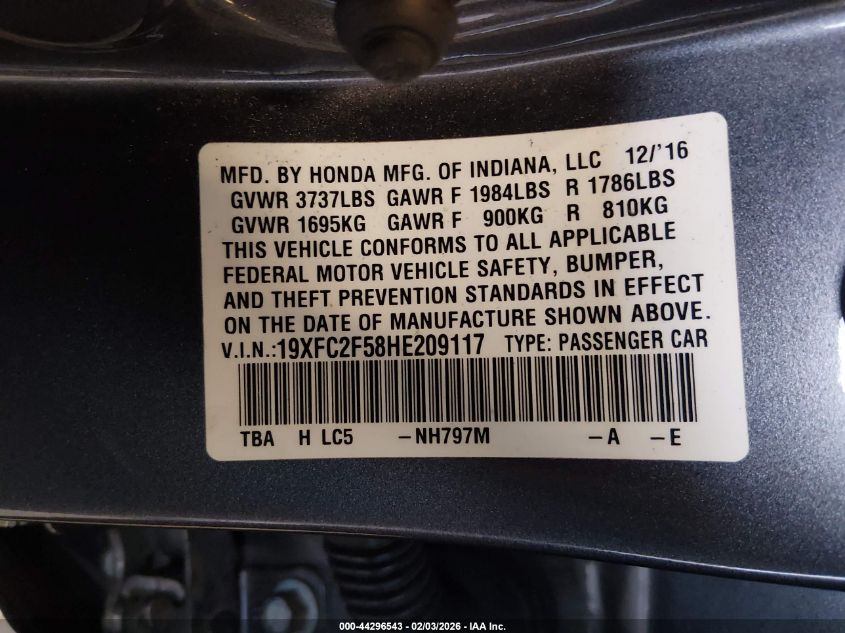 MFD. BY HONDA MFG. OF INDIANA, LLC 12/'16
GVWR 3737LBS GAWR F 1984LBS R 1786LBS
GVWR 1695KG GAWR F 900KG R 810KG
THIS VEHICLE CONFORMS TO ALL APPLICABLE
FEDERAL MOTOR VEHICLE SAFETY, BUMPER,
AND THEFT PREVENTION STANDARDS IN EFFECT
ON THE DATE OF MANUFACTURE SHOWN ABOVE.
V.I.N.:19XFC2F58HE209117 TYPE: PASSENGER CAR
TBA H LC5 -NH797M -A -E
000-44296543 - 02/03/2026 - IAA Inc.